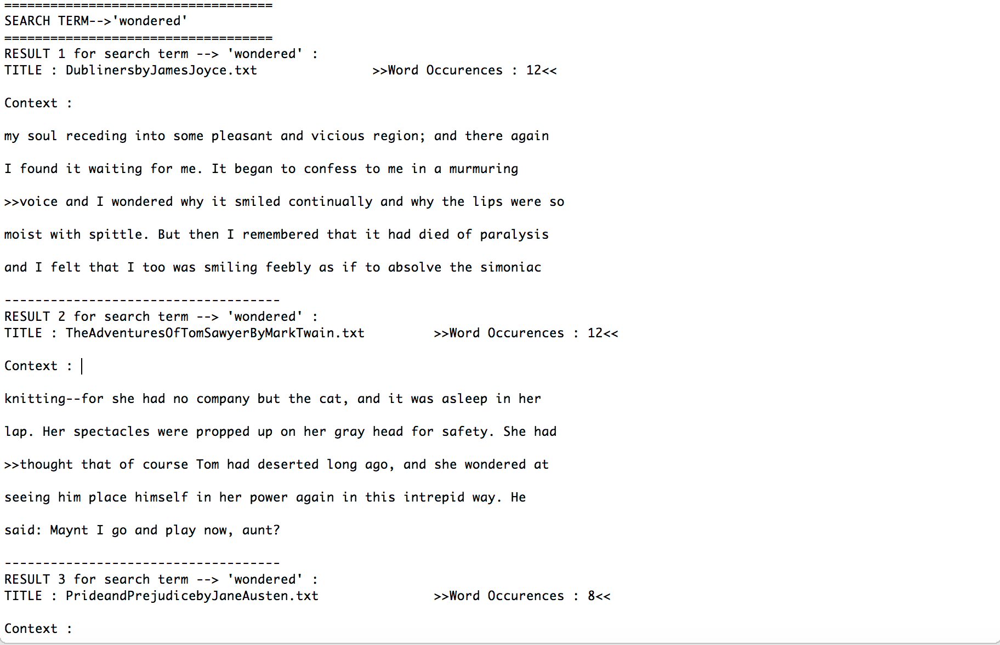 ===================================
SEARCH TERM-->'wondered'
===================================
RESULT 1 for search term --> 'wondered' :
TITLE : DublinersbyJamesJoyce.txt               >>Word Occurences : 12<<
Context :
my soul receding into some pleasant and vicious region; and there again
I found it waiting for me. It began to confess to me in a murmuring
>>voice and I wondered why it smiled continually and why the lips were so
moist with spittle. But then I remembered that it had died of paralysis
and I felt that I too was smiling feebly as if to absolve the simoniac
------------------------------------
RESULT 2 for search term --> 'wondered' :
TITLE : TheAdventuresOfTomSawyerByMarkTwain.txt         >>Word Occurences : 12<<
Context :
knitting--for she had no company but the cat, and it was asleep in her
lap. Her spectacles were propped up on her gray head for safety. She had
>>thought that of course Tom had deserted long ago, and she wondered at
seeing him place himself in her power again in this intrepid way. He
said: Maynt I go and play now, aunt?
------------------------------------
RESULT 3 for search term --> 'wondered' :
TITLE : PrideandPrejudicebyJaneAusten.txt               >>Word Occurences : 8<<
Context :